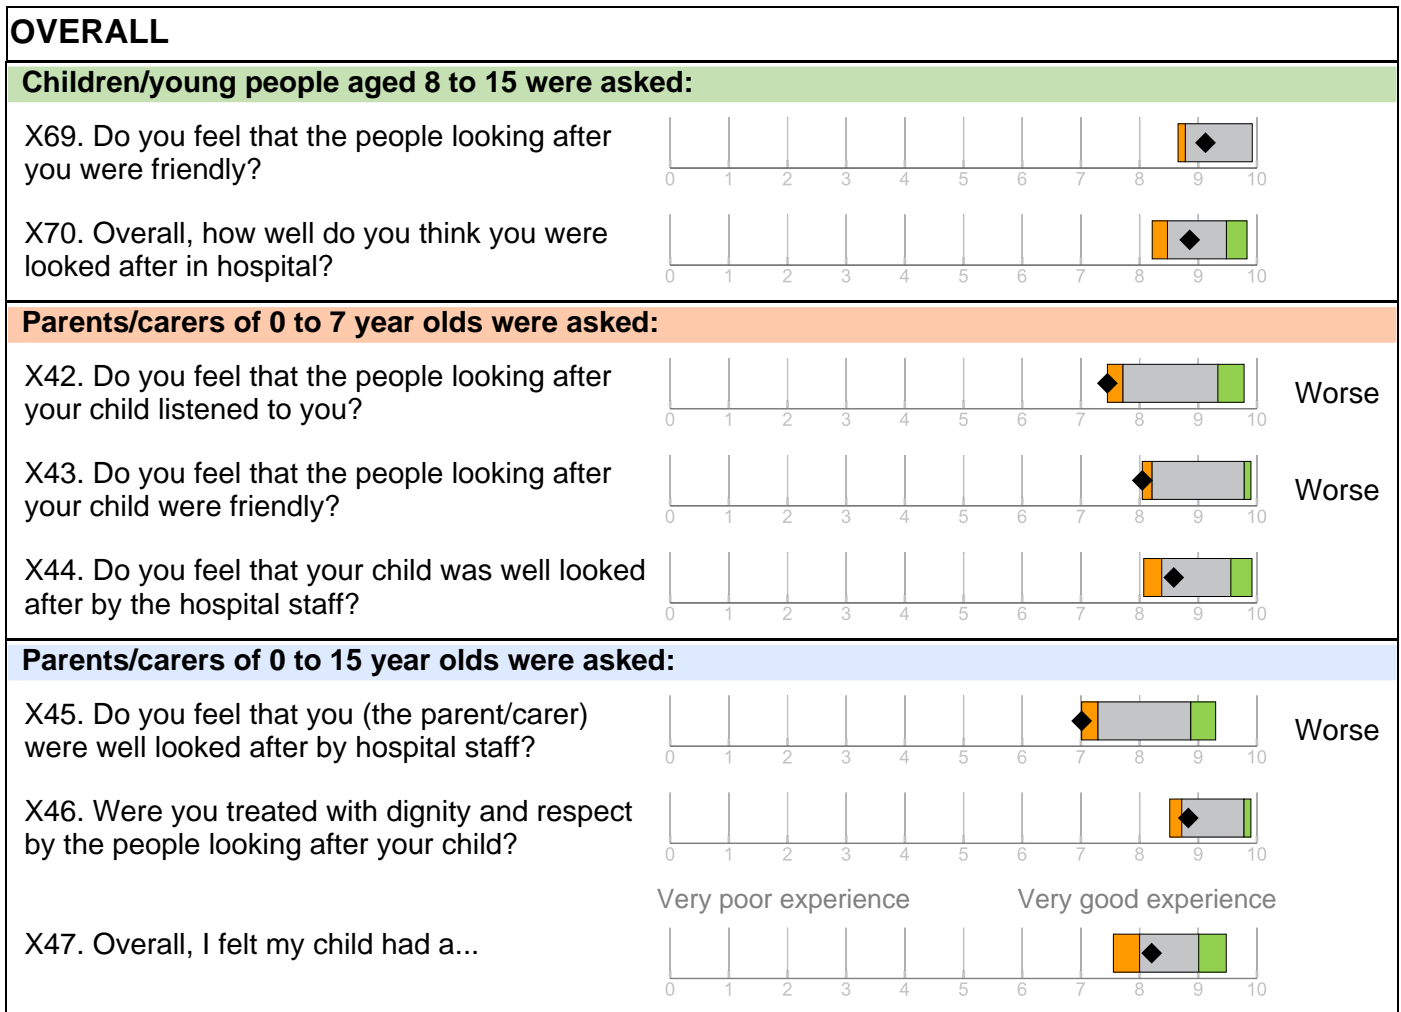 OVERALL
Children/young people aged 8 to 15 were asked:
X69. Do you feel that the people looking after
you were friendly?
0 1 2 3 4 5 6 7 8 9 10
X70. Overall, how well do you think you were
looked after in hospital?
0 1 2 3 4 5 6 7 8 9 10
Parents/carers of 0 to 7 year olds were asked:
X42. Do you feel that the people looking after
your child listened to you?
Worse
0 1 2 3 4 5 6 7 8 9 10
X43. Do you feel that the people looking after
your child were friendly?
Worse
0 1 2 3 4 5 6 7 8 9 10
X44. Do you feel that your child was well looked
after by the hospital staff?
0 1 2 3 4 5 6 7 8 9 10
Parents/carers of 0 to 15 year olds were asked:
X45. Do you feel that you (the parent/carer)
were well looked after by hospital staff?
Worse
0 1 2 3 4 5 6 7 8 9 10
X46. Were you treated with dignity and respect
by the people looking after your child?
0 1 2 3 4 5 6 7 8 9 10
Very poor experience Very good experience
X47. Overall, I felt my child had a...
0 1 2 3 4 5 6 7 8 9 10